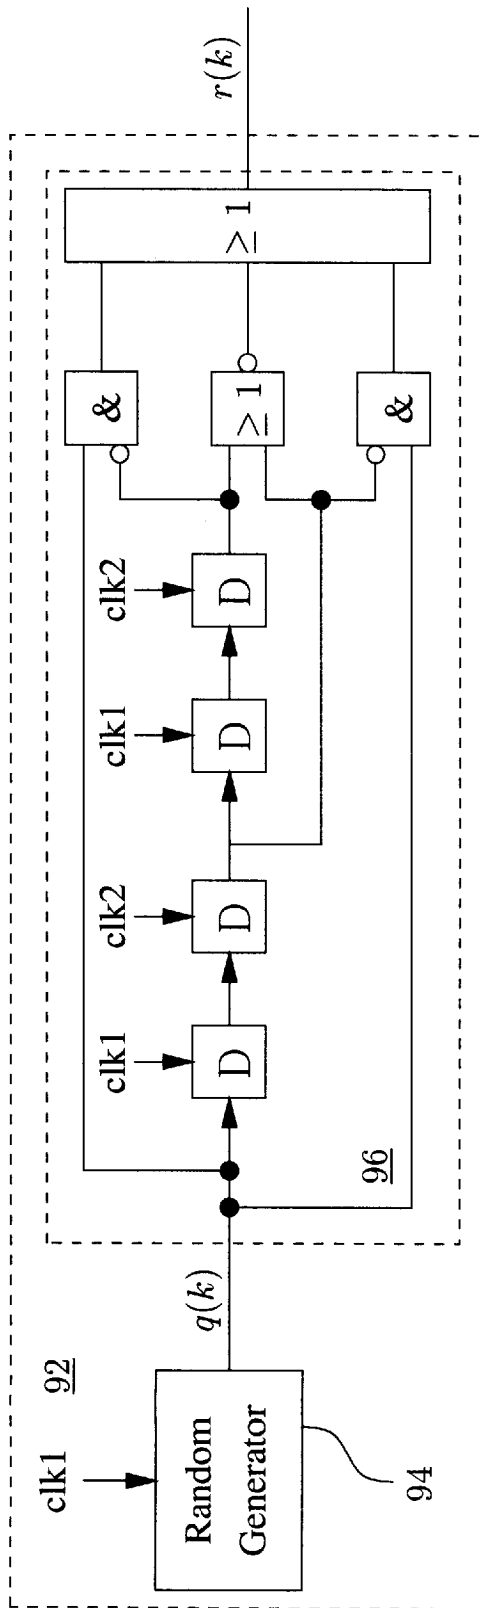 clk1
92
Random
Generator
94
q(k)
96
clk1
D
clk2
D
clk1
D
clk2
D
&
≥ 1
&
≥ 1
r(k)